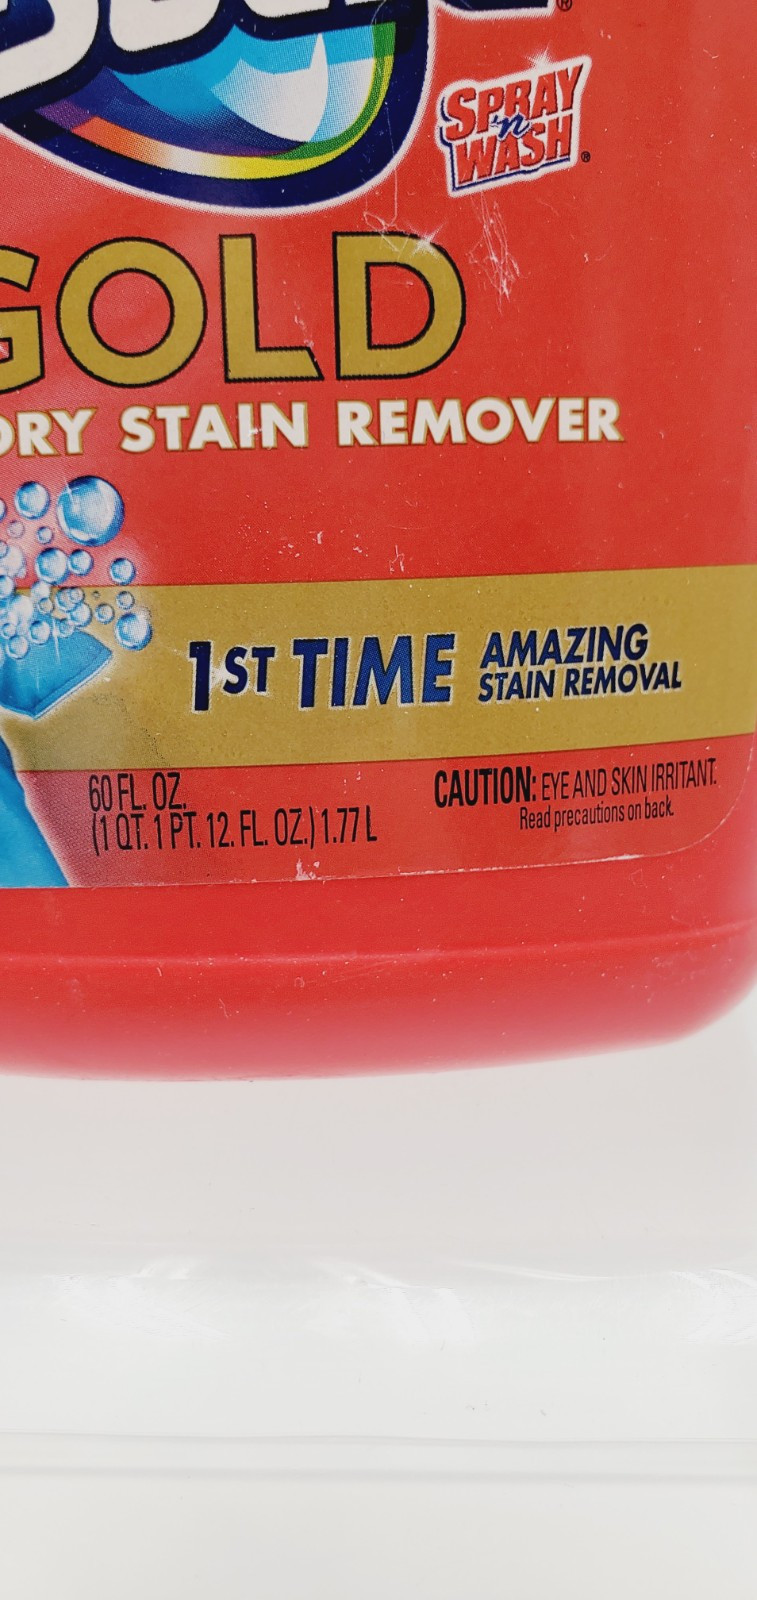 ®
SPRAY
'n
WASH®
GOLD
STAIN REMOVER
1ST TIME AMAZING
STAIN REMOVAL
60 FL. OZ.
(1 QT. 1 PT. 12. FL. OZ.) 1.77 L
CAUTION: EYE AND SKIN IRRITANT.
Read precautions on back.